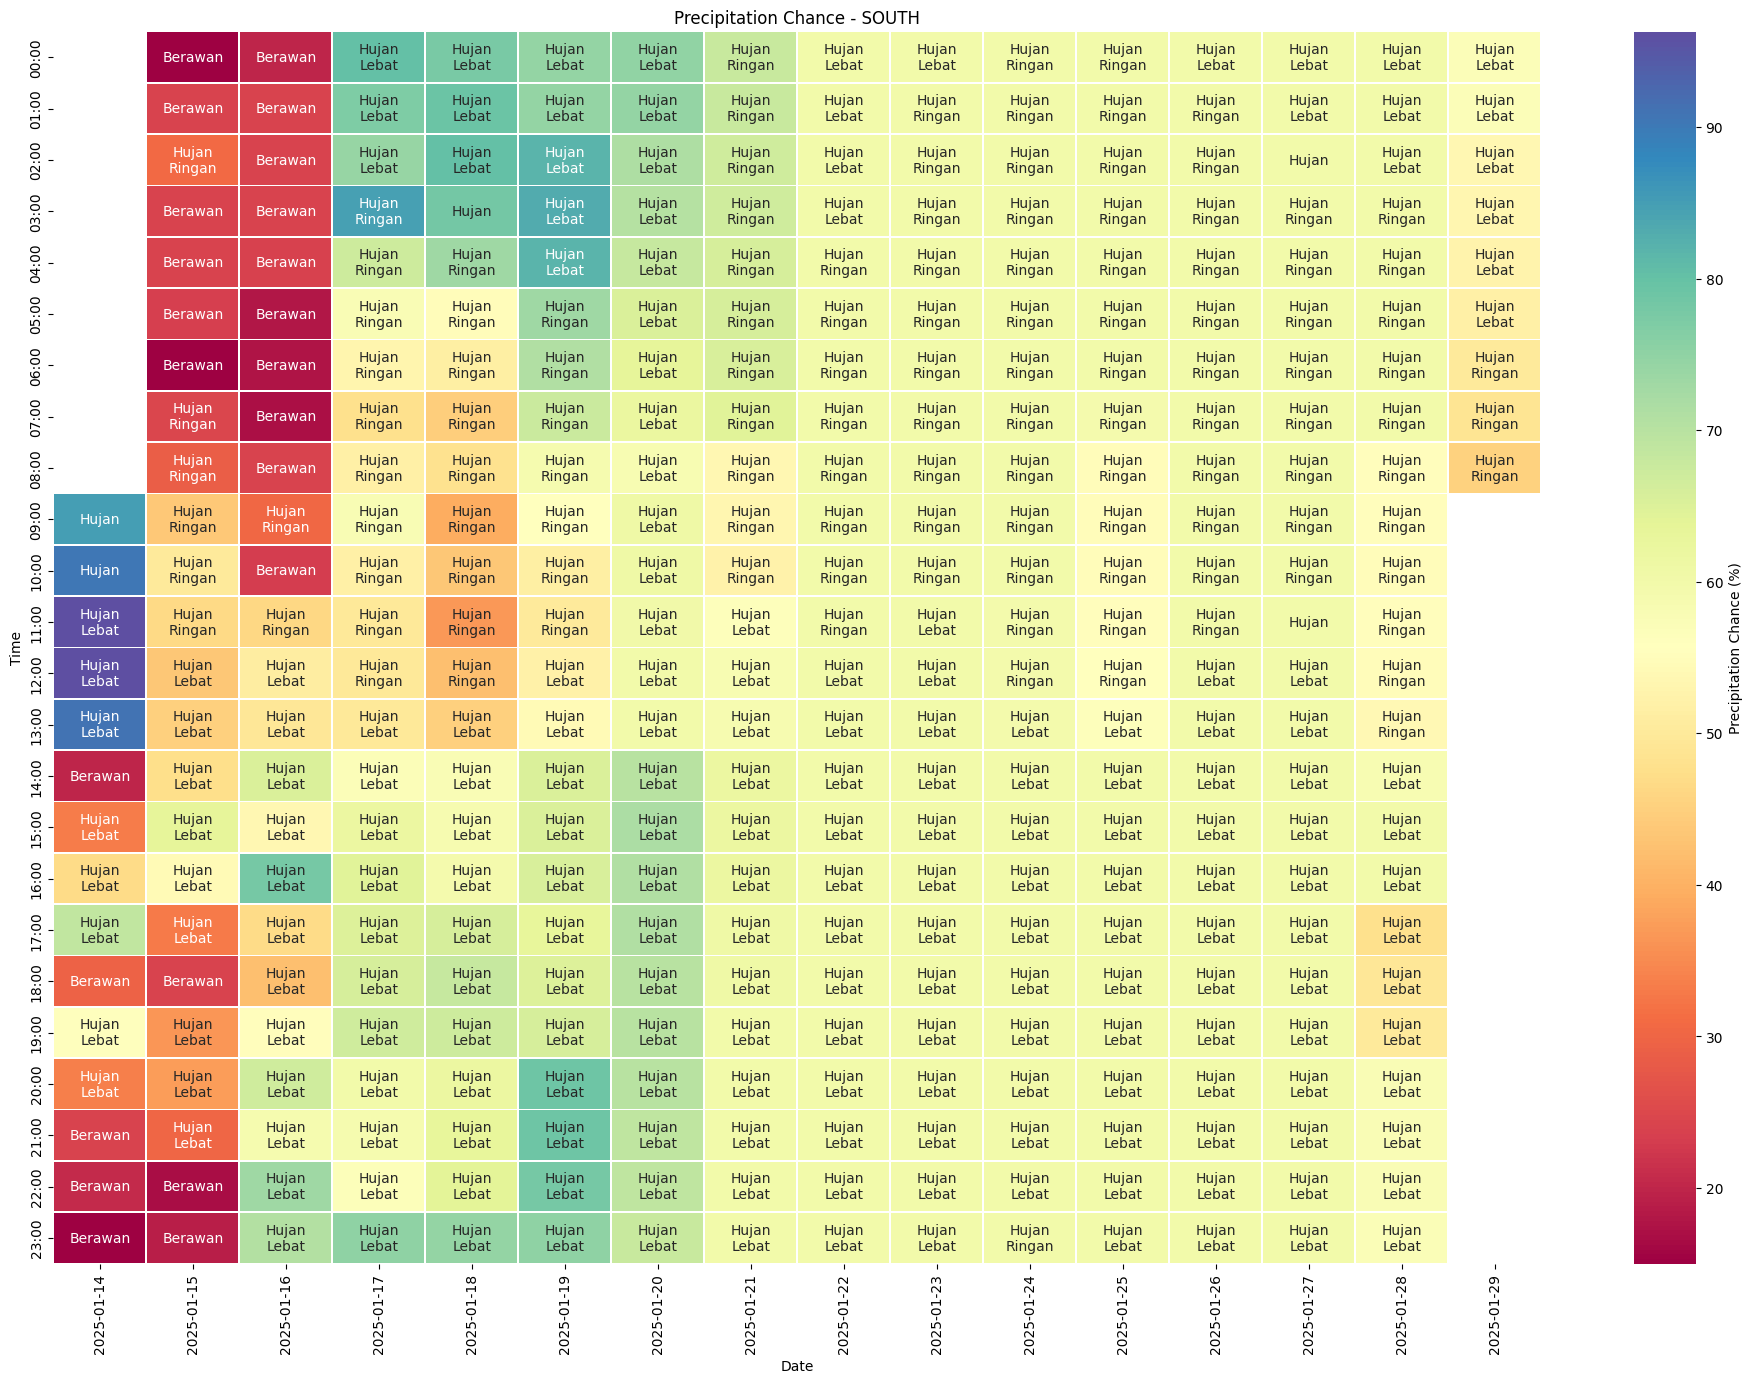 Precipitation Chance - SOUTH
00:00 Berawan Berawan Hujan Lebat Hujan Lebat Hujan Lebat Hujan Lebat Hujan Ringan Hujan Lebat Hujan Lebat Hujan Ringan Hujan Ringan Hujan Lebat Hujan Lebat Hujan Lebat Hujan Lebat
01:00 Berawan Berawan Hujan Lebat Hujan Lebat Hujan Lebat Hujan Lebat Hujan Ringan Hujan Lebat Hujan Ringan Hujan Ringan Hujan Ringan Hujan Ringan Hujan Lebat Hujan Lebat Hujan Lebat
02:00 Hujan Ringan Berawan Hujan Lebat Hujan Lebat Hujan Lebat Hujan Lebat Hujan Ringan Hujan Lebat Hujan Ringan Hujan Ringan Hujan Ringan Hujan Ringan Hujan Hujan Lebat Hujan Lebat
03:00 Berawan Berawan Hujan Ringan Hujan Hujan Lebat Hujan Lebat Hujan Ringan Hujan Lebat Hujan Ringan Hujan Ringan Hujan Ringan Hujan Ringan Hujan Ringan Hujan Ringan Hujan Lebat
04:00 Berawan Berawan Hujan Ringan Hujan Ringan Hujan Lebat Hujan Lebat Hujan Ringan Hujan Ringan Hujan Ringan Hujan Ringan Hujan Ringan Hujan Ringan Hujan Ringan Hujan Ringan Hujan Lebat
05:00 Berawan Berawan Hujan Ringan Hujan Ringan Hujan Ringan Hujan Lebat Hujan Ringan Hujan Ringan Hujan Ringan Hujan Ringan Hujan Ringan Hujan Ringan Hujan Ringan Hujan Ringan Hujan Lebat
06:00 Berawan Berawan Hujan Ringan Hujan Ringan Hujan Ringan Hujan Lebat Hujan Ringan Hujan Ringan Hujan Ringan Hujan Ringan Hujan Ringan Hujan Ringan Hujan Ringan Hujan Ringan Hujan Ringan
07:00 Hujan Ringan Berawan Hujan Ringan Hujan Ringan Hujan Ringan Hujan Lebat Hujan Ringan Hujan Ringan Hujan Ringan Hujan Ringan Hujan Ringan Hujan Ringan Hujan Ringan Hujan Ringan Hujan Ringan
08:00 Hujan Ringan Berawan Hujan Ringan Hujan Ringan Hujan Ringan Hujan Lebat Hujan Ringan Hujan Ringan Hujan Ringan Hujan Ringan Hujan Ringan Hujan Ringan Hujan Ringan Hujan Ringan Hujan Ringan
09:00 Hujan Hujan Ringan Hujan Ringan Hujan Ringan Hujan Ringan Hujan Ringan Hujan Lebat Hujan Ringan Hujan Ringan Hujan Ringan Hujan Ringan Hujan Ringan Hujan Ringan Hujan Ringan Hujan Ringan
10:00 Hujan Hujan Ringan Berawan Hujan Ringan Hujan Ringan Hujan Ringan Hujan Lebat Hujan Ringan Hujan Ringan Hujan Ringan Hujan Ringan Hujan Ringan Hujan Ringan Hujan Ringan Hujan Ringan
11:00 Hujan Lebat Hujan Ringan Hujan Ringan Hujan Ringan Hujan Ringan Hujan Ringan Hujan Lebat Hujan Lebat Hujan Ringan Hujan Lebat Hujan Ringan Hujan Ringan Hujan Ringan Hujan Hujan Ringan
12:00 Hujan Lebat Hujan Lebat Hujan Lebat Hujan Ringan Hujan Ringan Hujan Lebat Hujan Lebat Hujan Lebat Hujan Lebat Hujan Lebat Hujan Ringan Hujan Ringan Hujan Lebat Hujan Lebat Hujan Ringan
13:00 Hujan Lebat Hujan Lebat Hujan Lebat Hujan Lebat Hujan Lebat Hujan Lebat Hujan Lebat Hujan Lebat Hujan Lebat Hujan Lebat Hujan Lebat Hujan Lebat Hujan Lebat Hujan Lebat Hujan Ringan
14:00 Berawan Hujan Lebat Hujan Lebat Hujan Lebat Hujan Lebat Hujan Lebat Hujan Lebat Hujan Lebat Hujan Lebat Hujan Lebat Hujan Lebat Hujan Lebat Hujan Lebat Hujan Lebat Hujan Lebat
15:00 Hujan Lebat Hujan Lebat Hujan Lebat Hujan Lebat Hujan Lebat Hujan Lebat Hujan Lebat Hujan Lebat Hujan Lebat Hujan Lebat Hujan Lebat Hujan Lebat Hujan Lebat Hujan Lebat Hujan Lebat
16:00 Hujan Lebat Hujan Lebat Hujan Lebat Hujan Lebat Hujan Lebat Hujan Lebat Hujan Lebat Hujan Lebat Hujan Lebat Hujan Lebat Hujan Lebat Hujan Lebat Hujan Lebat Hujan Lebat Hujan Lebat
17:00 Hujan Lebat Hujan Lebat Hujan Lebat Hujan Lebat Hujan Lebat Hujan Lebat Hujan Lebat Hujan Lebat Hujan Lebat Hujan Lebat Hujan Lebat Hujan Lebat Hujan Lebat Hujan Lebat Hujan Lebat
18:00 Berawan Berawan Hujan Lebat Hujan Lebat Hujan Lebat Hujan Lebat Hujan Lebat Hujan Lebat Hujan Lebat Hujan Lebat Hujan Lebat Hujan Lebat Hujan Lebat Hujan Lebat Hujan Lebat
19:00 Hujan Lebat Hujan Lebat Hujan Lebat Hujan Lebat Hujan Lebat Hujan Lebat Hujan Lebat Hujan Lebat Hujan Lebat Hujan Lebat Hujan Lebat Hujan Lebat Hujan Lebat Hujan Lebat Hujan Lebat
20:00 Hujan Lebat Hujan Lebat Hujan Lebat Hujan Lebat Hujan Lebat Hujan Lebat Hujan Lebat Hujan Lebat Hujan Lebat Hujan Lebat Hujan Lebat Hujan Lebat Hujan Lebat Hujan Lebat Hujan Lebat
21:00 Berawan Hujan Lebat Hujan Lebat Hujan Lebat Hujan Lebat Hujan Lebat Hujan Lebat Hujan Lebat Hujan Lebat Hujan Lebat Hujan Lebat Hujan Lebat Hujan Lebat Hujan Lebat Hujan Lebat
22:00 Berawan Berawan Hujan Lebat Hujan Lebat Hujan Lebat Hujan Lebat Hujan Lebat Hujan Lebat Hujan Lebat Hujan Lebat Hujan Lebat Hujan Lebat Hujan Lebat Hujan Lebat Hujan Lebat
23:00 Berawan Berawan Hujan Lebat Hujan Lebat Hujan Lebat Hujan Lebat Hujan Lebat Hujan Lebat Hujan Lebat Hujan Lebat Hujan Ringan Hujan Lebat Hujan Lebat Hujan Lebat Hujan Lebat
Time
2025-01-14 2025-01-15 2025-01-16 2025-01-17 2025-01-18 2025-01-19 2025-01-20 2025-01-21 2025-01-22 2025-01-23 2025-01-24 2025-01-25 2025-01-26 2025-01-27 2025-01-28 2025-01-29
Date
90
80
70
60
50
40
30
20
Precipitation Chance (%)